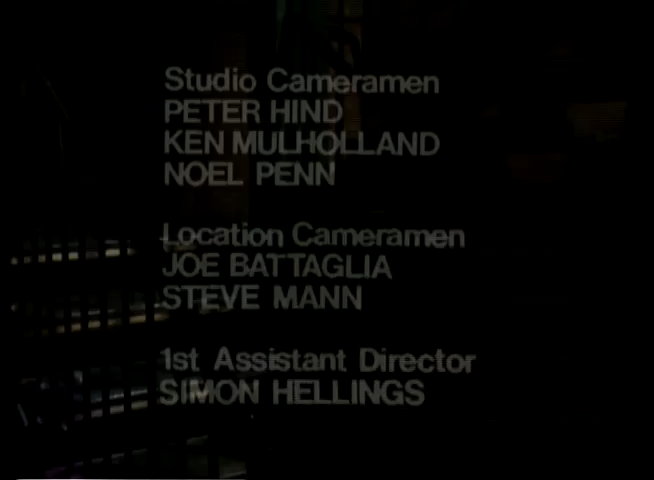 Studio Cameramen
PETER HIND
KEN MULHOLLAND
NOEL PENN
Location Cameramen
JOE BATTAGLIA
STEVE MANN
1st Assistant Director
SIMON HELLINGS